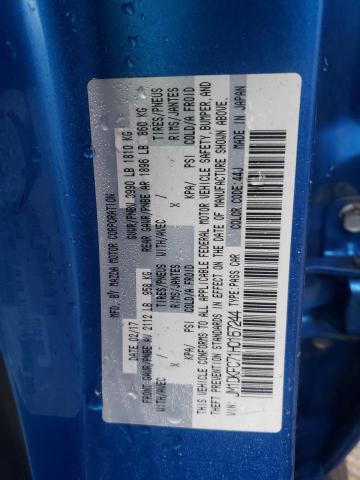 MFD. BY MAZDA MOTOR CORPORATION
DATE: 02/17 GVWR/PNBV 3990 LB 1810 KG
FRONT GAWR/PNBE AV 2112 LB 958 KG REAR GAWR/PNBE AR 1896 LB 860 KG
WITH/AVEC TIRES/PNEUS WITH/AVEC TIRES/PNEUS
X RIMS/JANTES X RIMS/JANTES
KPA/ PSI COLD/A FROID KPA/ PSI COLD/A FROID
THIS VEHICLE CONFORMS TO ALL APPLICABLE FEDERAL MOTOR VEHICLE SAFETY, BUMPER, AND
THEFT PREVENTION STANDARDS IN EFFECT ON THE DATE OF MANUFACTURE SHOWN ABOVE.
VIN: TYPE: PASS CAR COLOR CODE: 44J MADE IN JAPAN